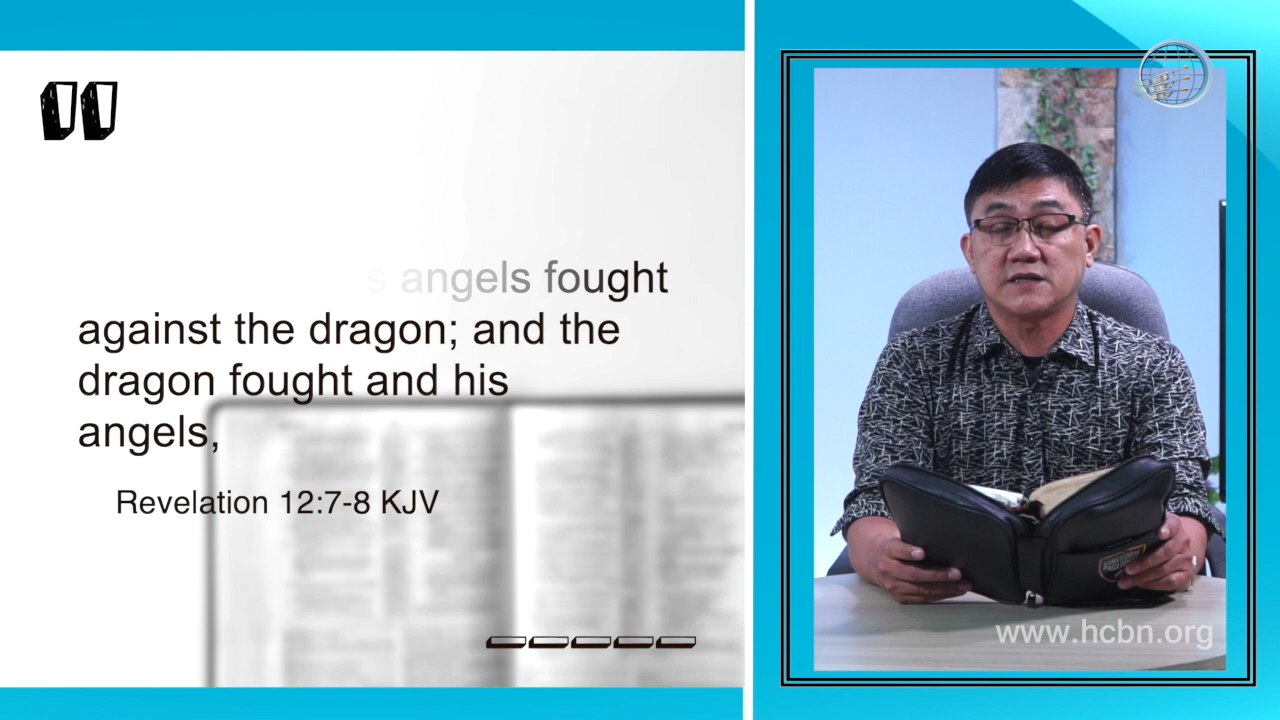 s angels fought
against the dragon; and the
dragon fought and his
angels,
Revelation 12:7-8 KJV
www.hcbn.org